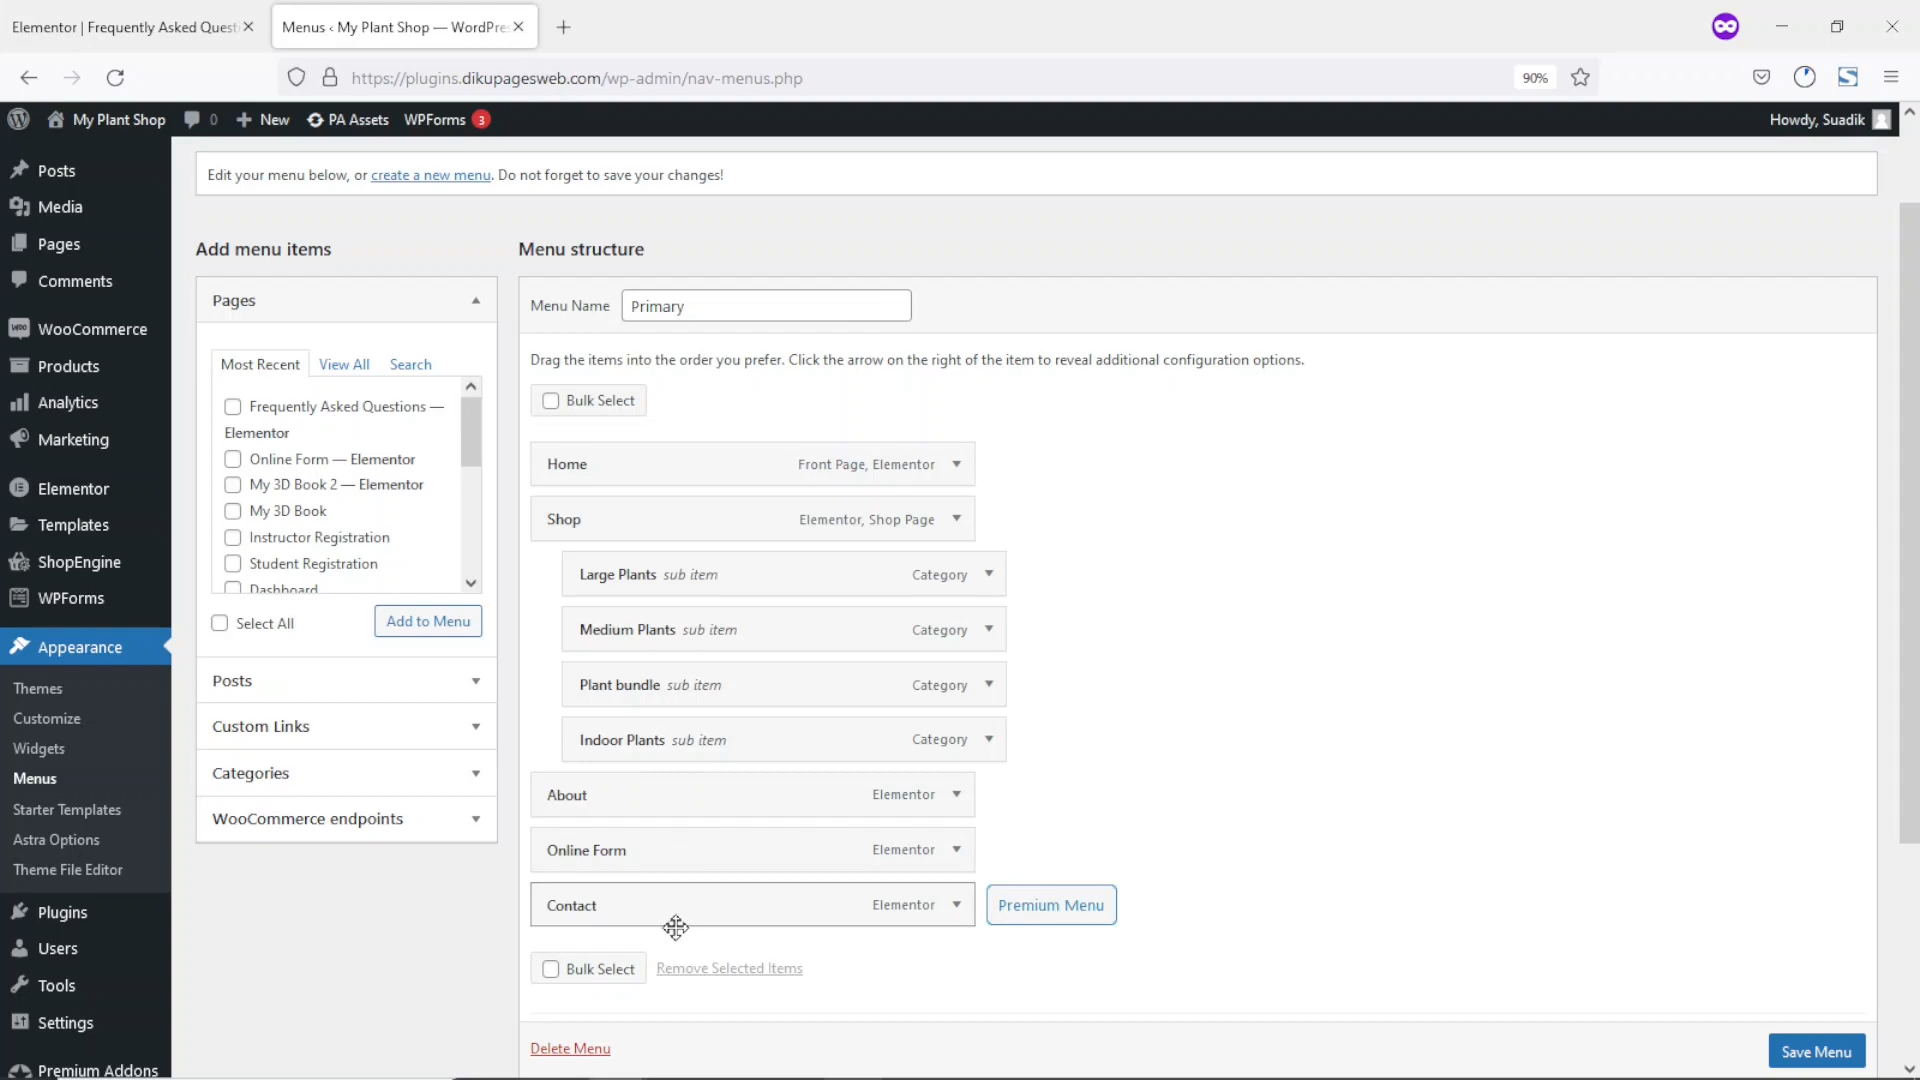 Elementor | Frequently Asked Quest
Menus ‹ My Plant Shop — WordPre
https://plugins.dikupagesweb.com/wp-admin/nav-menus.php
90%
My Plant Shop
0
New
PA Assets
WPForms
3
Howdy, Suadik
Posts
Media
Pages
Comments
WooCommerce
Products
Analytics
Marketing
Elementor
Templates
ShopEngine
WPForms
Appearance
Themes
Customize
Widgets
Menus
Starter Templates
Astra Options
Theme File Editor
Plugins
Users
Tools
Settings
Premium Addons
Edit your menu below, or create a new menu. Do not forget to save your changes!
Add menu items
Pages
Most Recent
View All
Search
Frequently Asked Questions —
Elementor
Online Form — Elementor
My 3D Book 2 — Elementor
My 3D Book
Instructor Registration
Student Registration
Dashboard
Select All
Add to Menu
Posts
Custom Links
Categories
WooCommerce endpoints
Menu structure
Menu Name
Primary
Drag the items into the order you prefer. Click the arrow on the right of the item to reveal additional configuration options.
Bulk Select
Home
Front Page, Elementor
Shop
Elementor, Shop Page
Large Plants sub item
Category
Medium Plants sub item
Category
Plant bundle sub item
Category
Indoor Plants sub item
Category
About
Elementor
Online Form
Elementor
Contact
Elementor
Premium Menu
Bulk Select
Remove Selected Items
Delete Menu
Save Menu